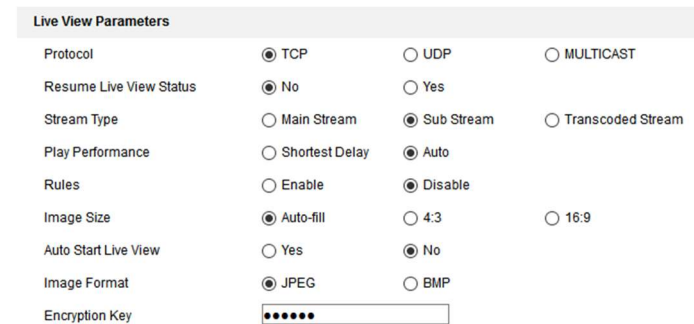 Live View Parameters
Protocol TCP UDP MULTICAST
Resume Live View Status No Yes
Stream Type Main Stream Sub Stream Transcoded Stream
Play Performance Shortest Delay Auto
Rules Enable Disable
Image Size Auto-fill 4:3 16:9
Auto Start Live View Yes No
Image Format JPEG BMP
Encryption Key ●●●●●●